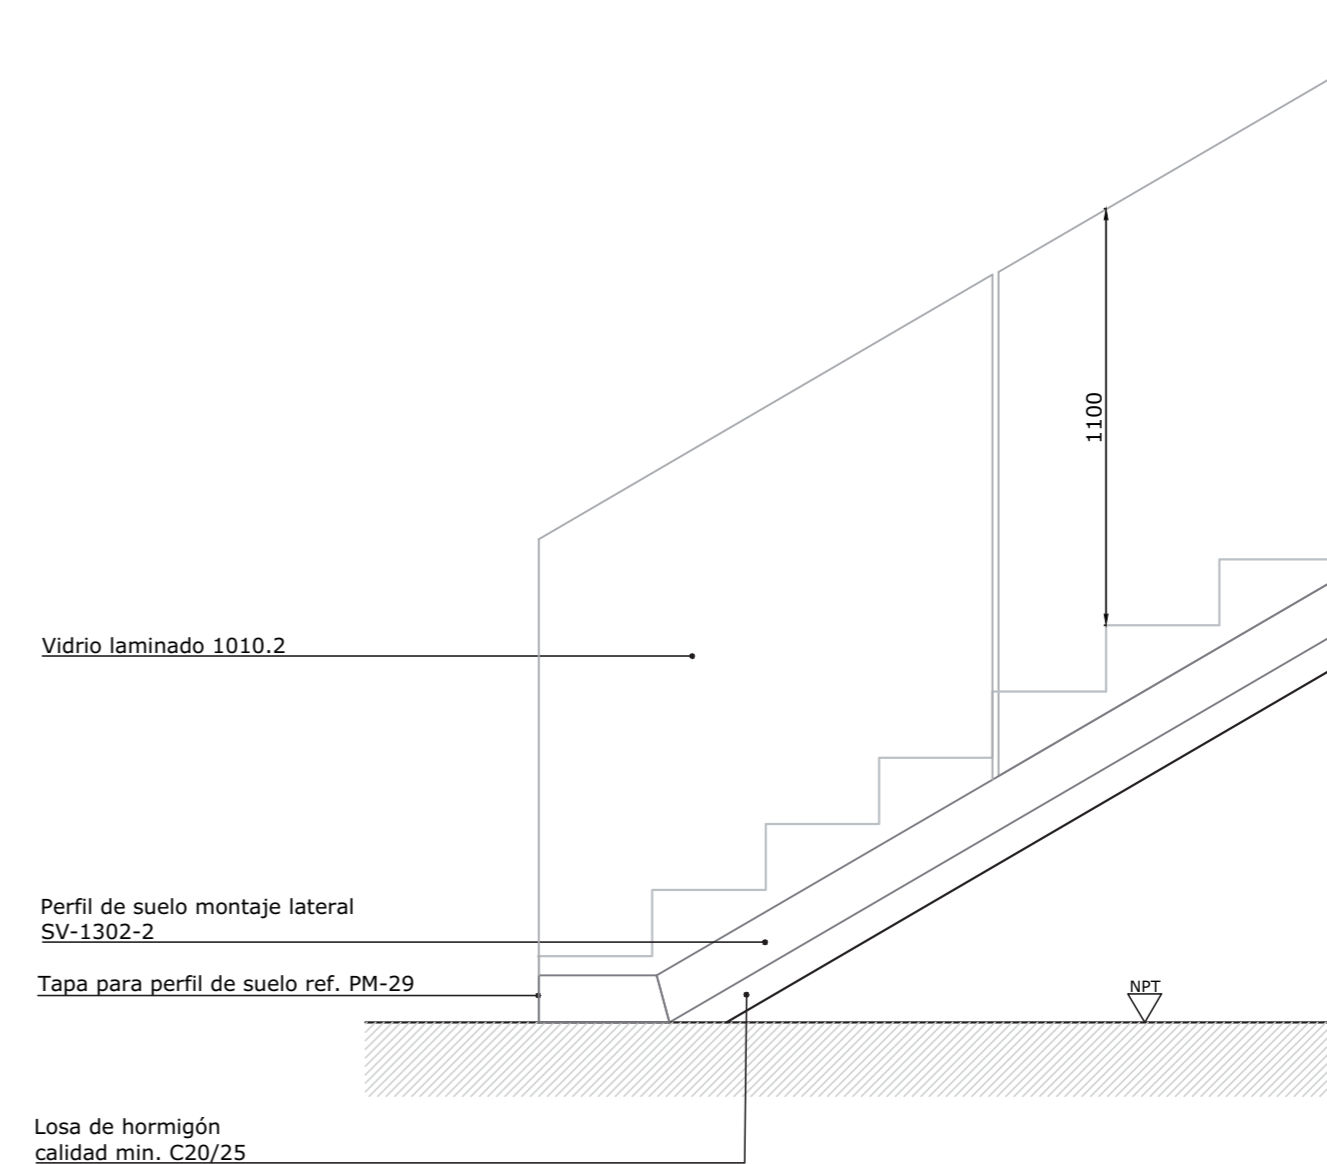 1100
Vidrio laminado 1010.2
Perfil de suelo montaje lateral
SV-1302-2
Tapa para perfil de suelo ref. PM-29
NPT
Losa de hormigón
calidad min. C20/25